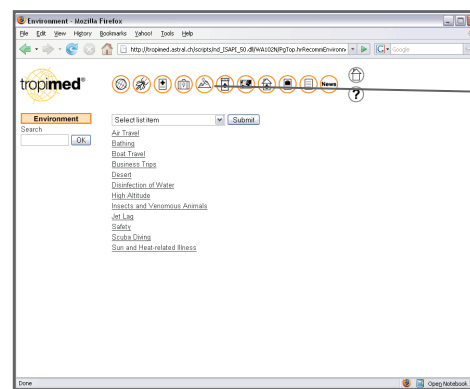 Environment - Mozilla Firefox
File Edit View History Bookmarks Yahoo! Tools Help
http://tropimed.astral.ch/scripts/ind_ISAPI_50.dll/WA102N/PgTop.hrRecommEnvironn
Google
tropimed®
News
?
Environment
Search
OK
Select list item
Submit
Air Travel
Bathing
Boat Travel
Business Trips
Desert
Disinfection of Water
High Altitude
Insects and Venomous Animals
Jet Lag
Safety
Scuba Diving
Sun and Heat-related Illness
Done
Open Notebook